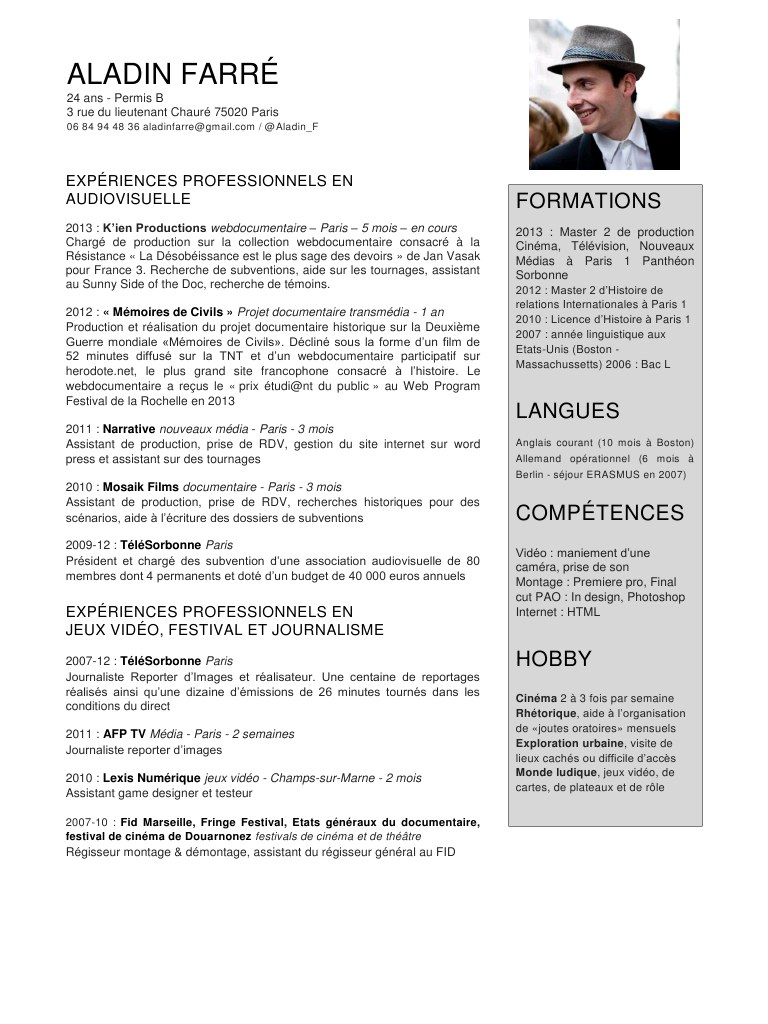 ALADIN FARRÉ
24 ans - Permis B
3 rue du lieutenant Chauré 75020 Paris
06 84 94 48 36 aladinfarre@gmail.com / @Aladin_F
EXPÉRIENCES PROFESSIONNELS EN
AUDIOVISUELLE
2013 : K’ien Productions webdocumentaire – Paris – 5 mois – en cours
Chargé de production sur la collection webdocumentaire consacré à la
Résistance « La Désobéissance est le plus sage des devoirs » de Jan Vasak
pour France 3. Recherche de subventions, aide sur les tournages, assistant
au Sunny Side of the Doc, recherche de témoins.
2012 : « Mémoires de Civils » Projet documentaire transmédia - 1 an
Production et réalisation du projet documentaire historique sur la Deuxième
Guerre mondiale «Mémoires de Civils». Décliné sous la forme d’un film de
52 minutes diffusé sur la TNT et d’un webdocumentaire participatif sur
herodote.net, le plus grand site francophone consacré à l’histoire. Le
webdocumentaire a reçus le « prix étudi@nt du public » au Web Program
Festival de la Rochelle en 2013
2011 : Narrative nouveaux média - Paris - 3 mois
Assistant de production, prise de RDV, gestion du site internet sur word
press et assistant sur des tournages
2010 : Mosaik Films documentaire - Paris - 3 mois
Assistant de production, prise de RDV, recherches historiques pour des
scénarios, aide à l’écriture des dossiers de subventions
2009-12 : TéléSorbonne Paris
Président et chargé des subvention d’une association audiovisuelle de 80
membres dont 4 permanents et doté d’un budget de 40 000 euros annuels
EXPÉRIENCES PROFESSIONNELS EN
JEUX VIDÉO, FESTIVAL ET JOURNALISME
2007-12 : TéléSorbonne Paris
Journaliste Reporter d’Images et réalisateur. Une centaine de reportages
réalisés ainsi qu’une dizaine d’émissions de 26 minutes tournés dans les
conditions du direct
2011 : AFP TV Média - Paris - 2 semaines
Journaliste reporter d’images
2010 : Lexis Numérique jeux vidéo - Champs-sur-Marne - 2 mois
Assistant game designer et testeur
2007-10 : Fid Marseille, Fringe Festival, Etats généraux du documentaire,
festival de cinéma de Douarnonez festivals de cinéma et de théâtre
Régisseur montage & démontage, assistant du régisseur général au FID
FORMATIONS
2013 : Master 2 de production
Cinéma, Télévision, Nouveaux
Médias à Paris 1 Panthéon
Sorbonne
2012 : Master 2 d’Histoire de
relations Internationales à Paris 1
2010 : Licence d’Histoire à Paris 1
2007 : année linguistique aux
Etats-Unis (Boston -
Massachussetts) 2006 : Bac L
LANGUES
Anglais courant (10 mois à Boston)
Allemand opérationnel (6 mois à
Berlin - séjour ERASMUS en 2007)
COMPÉTENCES
Vidéo : maniement d’une
caméra, prise de son
Montage : Premiere pro, Final
cut PAO : In design, Photoshop
Internet : HTML
HOBBY
Cinéma 2 à 3 fois par semaine
Rhétorique, aide à l’organisation
de «joutes oratoires» mensuels
Exploration urbaine, visite de
lieux cachés ou difficile d’accès
Monde ludique, jeux vidéo, de
cartes, de plateaux et de rôle